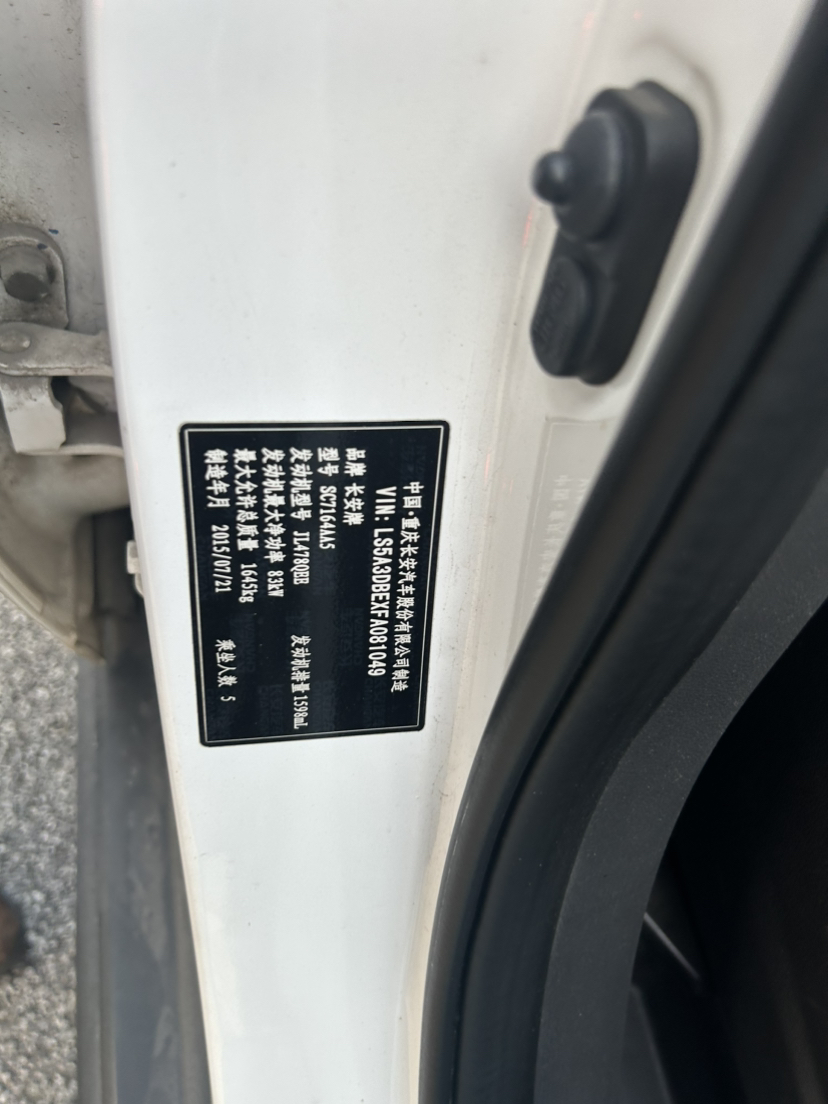 中国·重庆长安汽车股份有限公司制造
VIN: LS5A3DBEXFA081049
品牌 长安牌
型号 SC7164AA5
发动机型号 JL478QEE 发动机排量 1598mL
发动机最大净功率 83kW
最大允许总质量 1645kg
制造年月 2015/07/21 乘坐人数 5